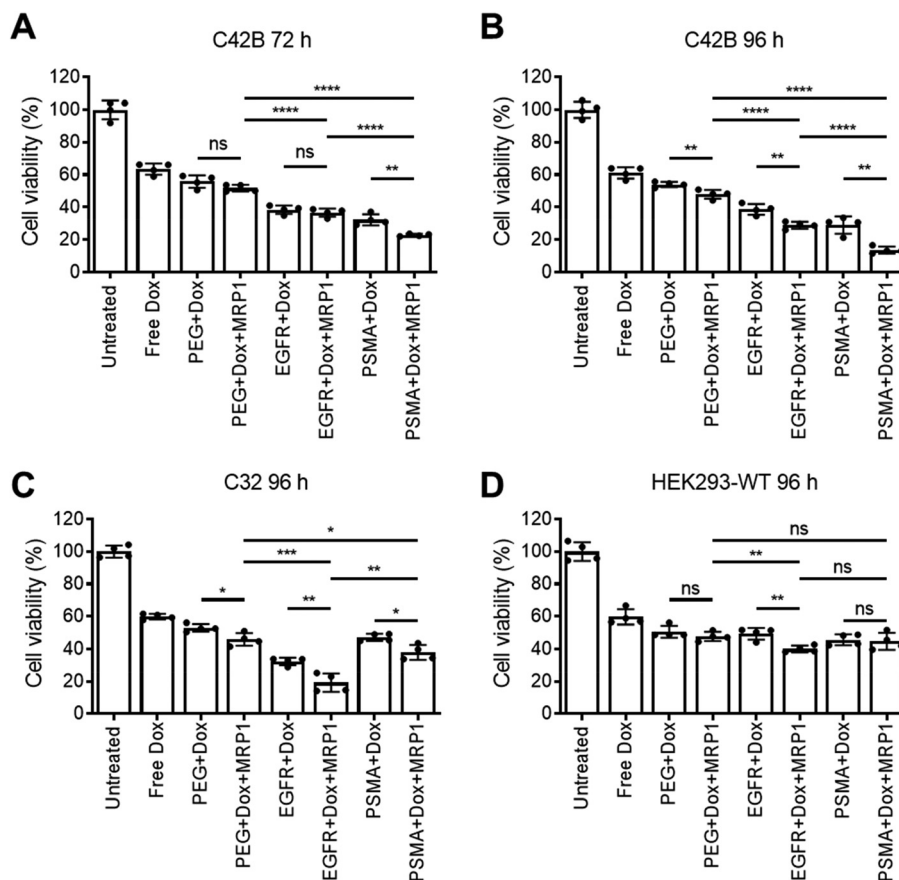 A
C42B 72 h
Cell viability (%)
120
100
80
60
40
20
0
ns
****
ns
****
****
**
Untreated
Free Dox
PEG+Dox
PEG+Dox+MRP1
EGFR+Dox
EGFR+Dox+MRP1
PSMA+Dox
PSMA+Dox+MRP1
B
C42B 96 h
Cell viability (%)
120
100
80
60
40
20
0
**
****
**
****
****
**
Untreated
Free Dox
PEG+Dox
PEG+Dox+MRP1
EGFR+Dox
EGFR+Dox+MRP1
PSMA+Dox
PSMA+Dox+MRP1
C
C32 96 h
Cell viability (%)
120
100
80
60
40
20
0
*
***
**
*
**
*
Untreated
Free Dox
PEG+Dox
PEG+Dox+MRP1
EGFR+Dox
EGFR+Dox+MRP1
PSMA+Dox
PSMA+Dox+MRP1
D
HEK293-WT 96 h
Cell viability (%)
120
100
80
60
40
20
0
ns
**
**
ns
ns
ns
Untreated
Free Dox
PEG+Dox
PEG+Dox+MRP1
EGFR+Dox
EGFR+Dox+MRP1
PSMA+Dox
PSMA+Dox+MRP1